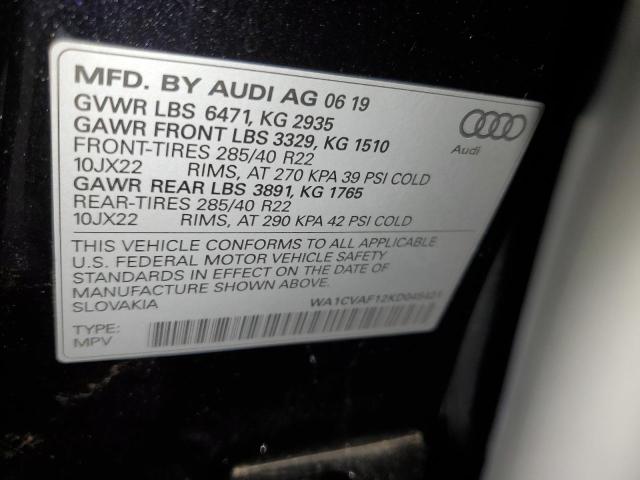 MFD. BY AUDI AG 06 19
GVWR LBS 6471, KG 2935
GAWR FRONT LBS 3329, KG 1510
FRONT-TIRES 285/40 R22
10JX22 RIMS, AT 270 KPA 39 PSI COLD
GAWR REAR LBS 3891, KG 1765
REAR-TIRES 285/40 R22
10JX22 RIMS, AT 290 KPA 42 PSI COLD
Audi
THIS VEHICLE CONFORMS TO ALL APPLICABLE
U.S. FEDERAL MOTOR VEHICLE SAFETY
STANDARDS IN EFFECT ON THE DATE OF
MANUFACTURE SHOWN ABOVE.
SLOVAKIA
WA1CVAF12KD045421
TYPE:
MPV